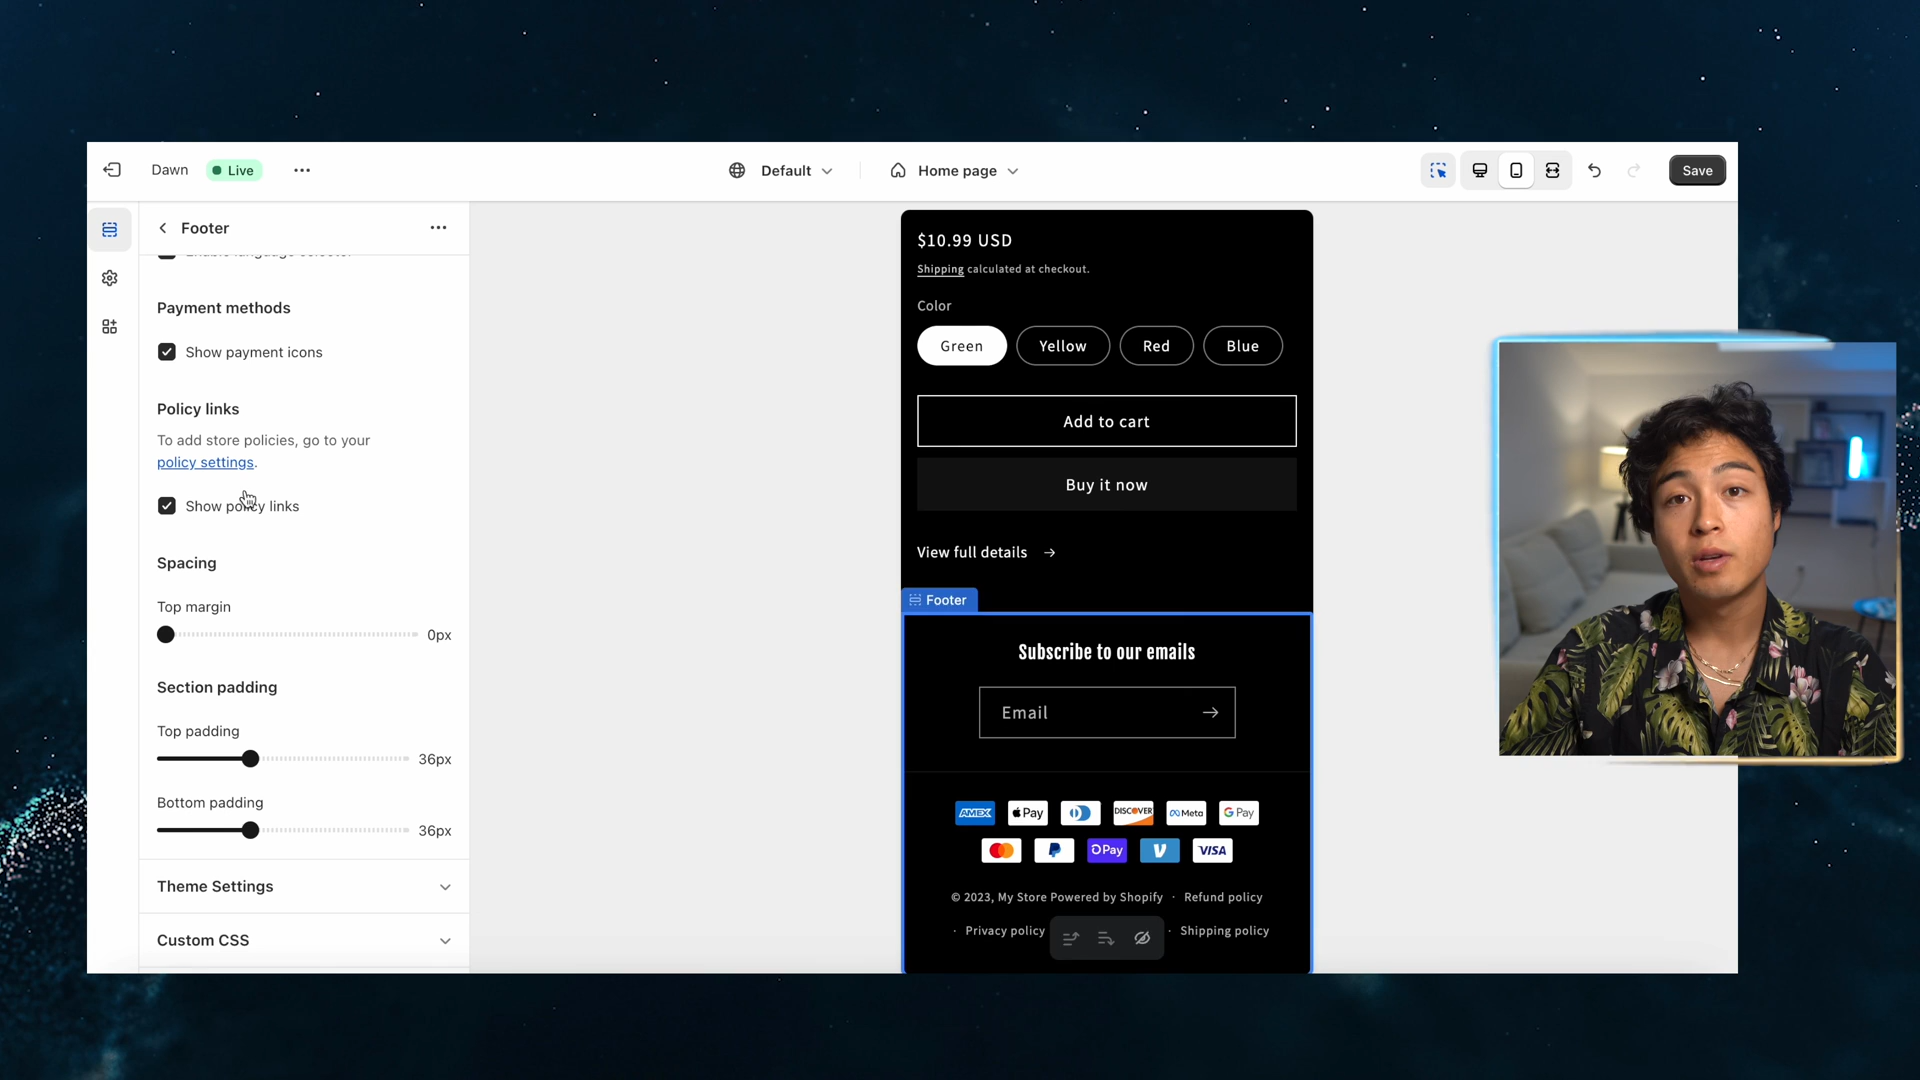 Dawn
Live
Default
Home page
Save
Footer
Enable language selector
Payment methods
Show payment icons
Policy links
To add store policies, go to your
policy settings.
Show policy links
Spacing
Top margin
0px
Section padding
Top padding
36px
Bottom padding
36px
Theme Settings
Custom CSS
$10.99 USD
Shipping calculated at checkout.
Color
Green
Yellow
Red
Blue
Add to cart
Buy it now
View full details
Footer
Subscribe to our emails
Email
AMEX
Pay
DISCOVER
Meta
G Pay
Pay
VISA
© 2023, My Store Powered by Shopify · Refund policy
· Privacy policy
· Shipping policy